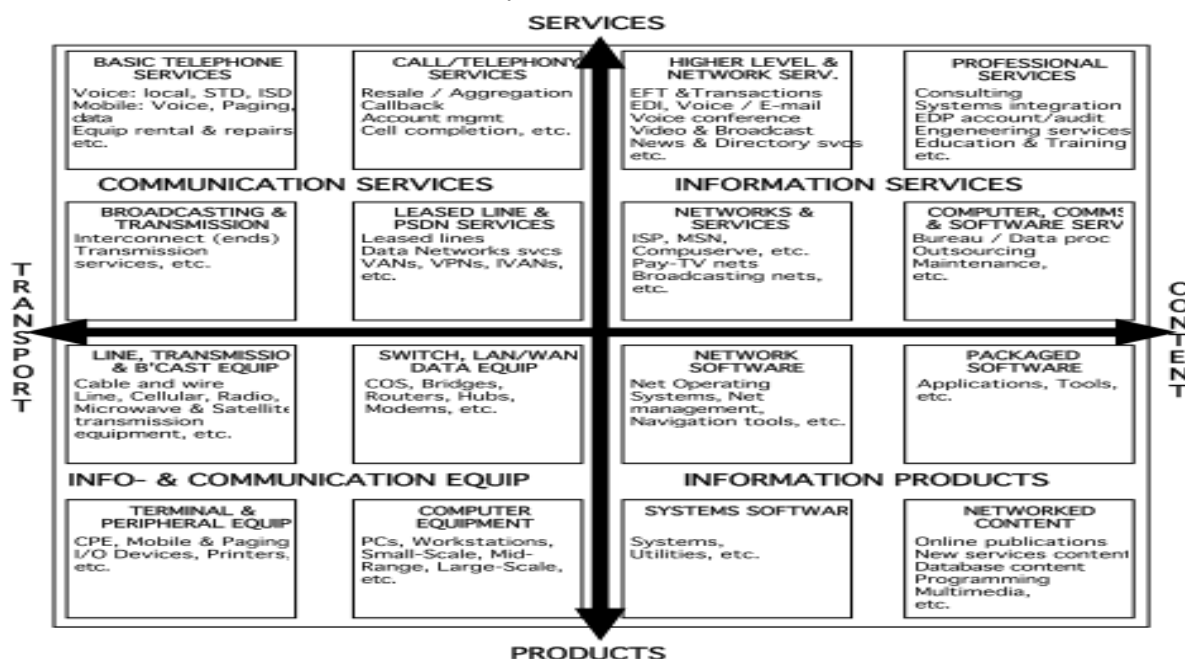 SERVICES
BASIC TELEPHONE
SERVICES
Voice: local, STD, ISD
Mobile: Voice, Paging,
data
Equip rental & repairs
etc.
CALL/TELEPHONY
SERVICES
Resale / Aggregation
Callback
Account mgmt
Cell completion, etc.
HIGHER LEVEL &
NETWORK SERV.
EFT &Transactions
EDI, Voice / E-mail
Voice conference
Video & Broadcast
News & Directory svcs
etc.
PROFESSIONAL
SERVICES
Consulting
Systems integration
EDP account/audit
Engeneering services
Education & Training
etc.
COMMUNICATION SERVICES
INFORMATION SERVICES
BROADCASTING &
TRANSMISSION
Interconnect (ends)
Transmission
services, etc.
LEASED LINE &
PSDN SERVICES
Leased lines
Data Networks svcs
VANs, VPNs, IVANs,
etc.
NETWORKS &
SERVICES
ISP, MSN,
Compuserve, etc.
Pay-TV nets
Broadcasting nets,
etc.
COMPUTER, COMMS
& SOFTWARE SERV
Bureau / Data proc
Outsourcing
Maintenance,
etc.
TRANSPORT
CONTENT
LINE, TRANSMISSIO
& B'CAST EQUIP
Cable and wire
Line, Cellular, Radio,
Microwave & Satellite
transmission
equipment, etc.
SWITCH, LAN/WAN
DATA EQUIP
COS, Bridges,
Routers, Hubs,
Modems, etc.
NETWORK
SOFTWARE
Net Operating
Systems, Net
management,
Navigation tools, etc.
PACKAGED
SOFTWARE
Applications, Tools,
etc.
INFO- & COMMUNICATION EQUIP
INFORMATION PRODUCTS
TERMINAL &
PERIPHERAL EQUIP
CPE, Mobile & Paging
I/O Devices, Printers,
etc.
COMPUTER
EQUIPMENT
PCs, Workstations,
Small-Scale, Mid-
Range, Large-Scale,
etc.
SYSTEMS SOFTWAR
Systems,
Utilities, etc.
NETWORKED
CONTENT
Online publications
New services content
Database content
Programming
Multimedia,
etc.
PRODUCTS